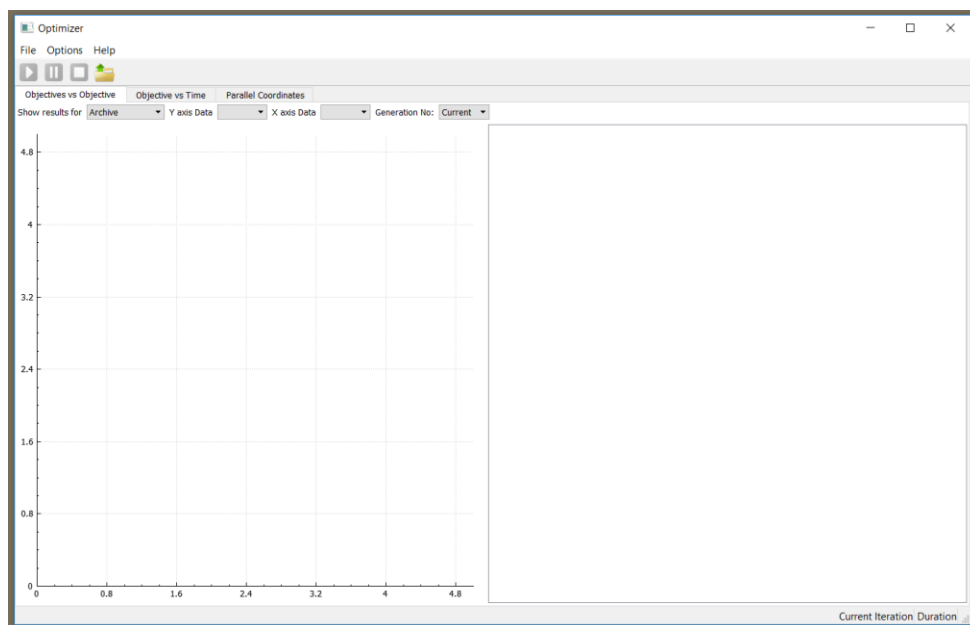 Optimizer
File Options Help
Objectives vs Objective Objective vs Time Parallel Coordinates
Show results for Archive Y axis Data X axis Data Generation No: Current
4.8
4
3.2
2.4
1.6
0.8
0
0 0.8 1.6 2.4 3.2 4 4.8
Current Iteration Duration